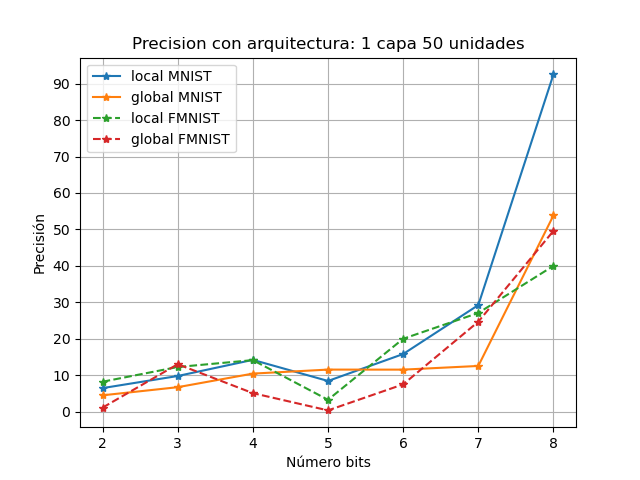 Precision con arquitectura: 1 capa 50 unidades
local MNIST
global MNIST
local FMNIST
global FMNIST
90
80
70
60
50
40
30
20
10
0
Precisión
2 3 4 5 6 7 8
Número bits